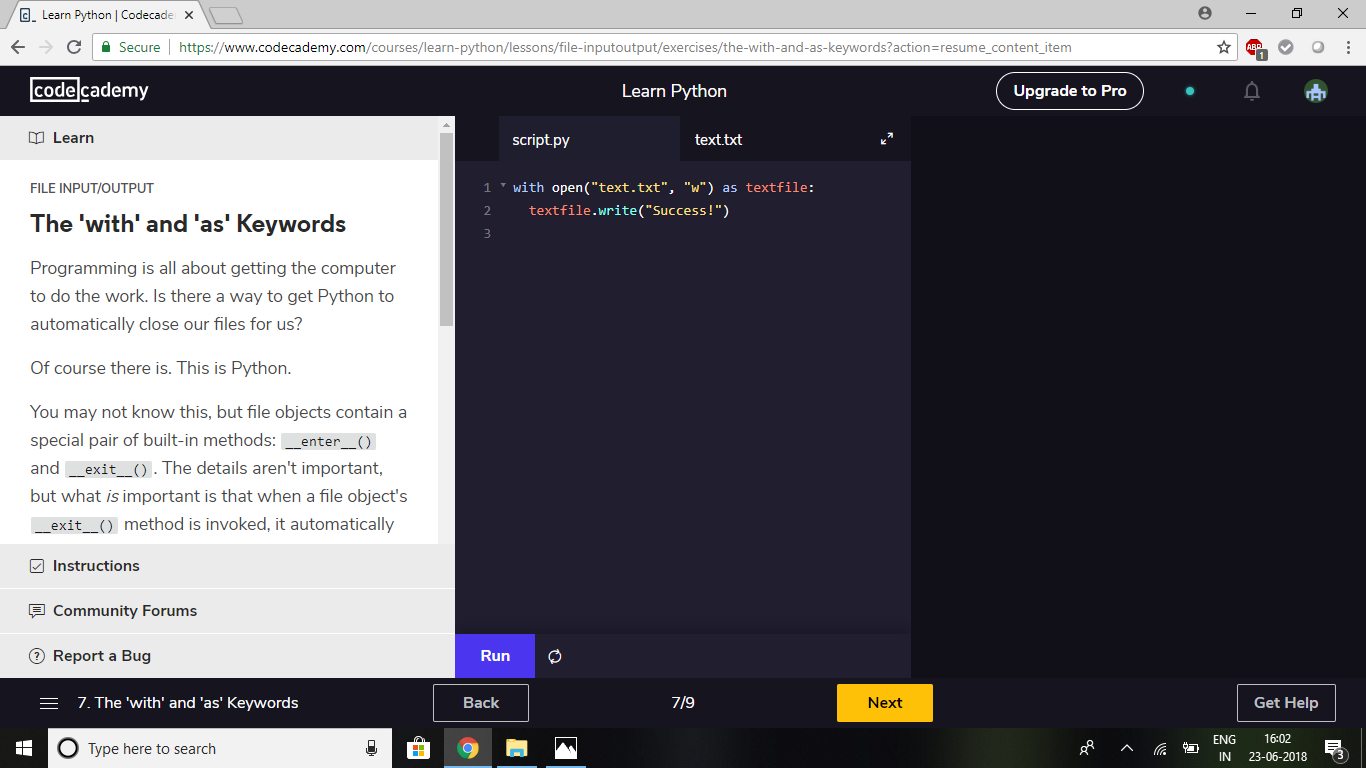 Learn Python | Codecade
Secure
https://www.codecademy.com/courses/learn-python/lessons/file-inputoutput/exercises/the-with-and-as-keywords?action=resume_content_item
ABP
1
codecademy
Learn Python
Upgrade to Pro
Learn
FILE INPUT/OUTPUT
The 'with' and 'as' Keywords
Programming is all about getting the computer
to do the work. Is there a way to get Python to
automatically close our files for us?
Of course there is. This is Python.
You may not know this, but file objects contain a
special pair of built-in methods: __enter__()
and __exit__(). The details aren't important,
but what is important is that when a file object's
__exit__() method is invoked, it automatically
Instructions
Community Forums
Report a Bug
script.py
text.txt
1 with open("text.txt", "w") as textfile:
2 textfile.write("Success!")
3
Run
7. The 'with' and 'as' Keywords
Back
7/9
Next
Get Help
Type here to search
ENG
IN
16:02
23-06-2018
3